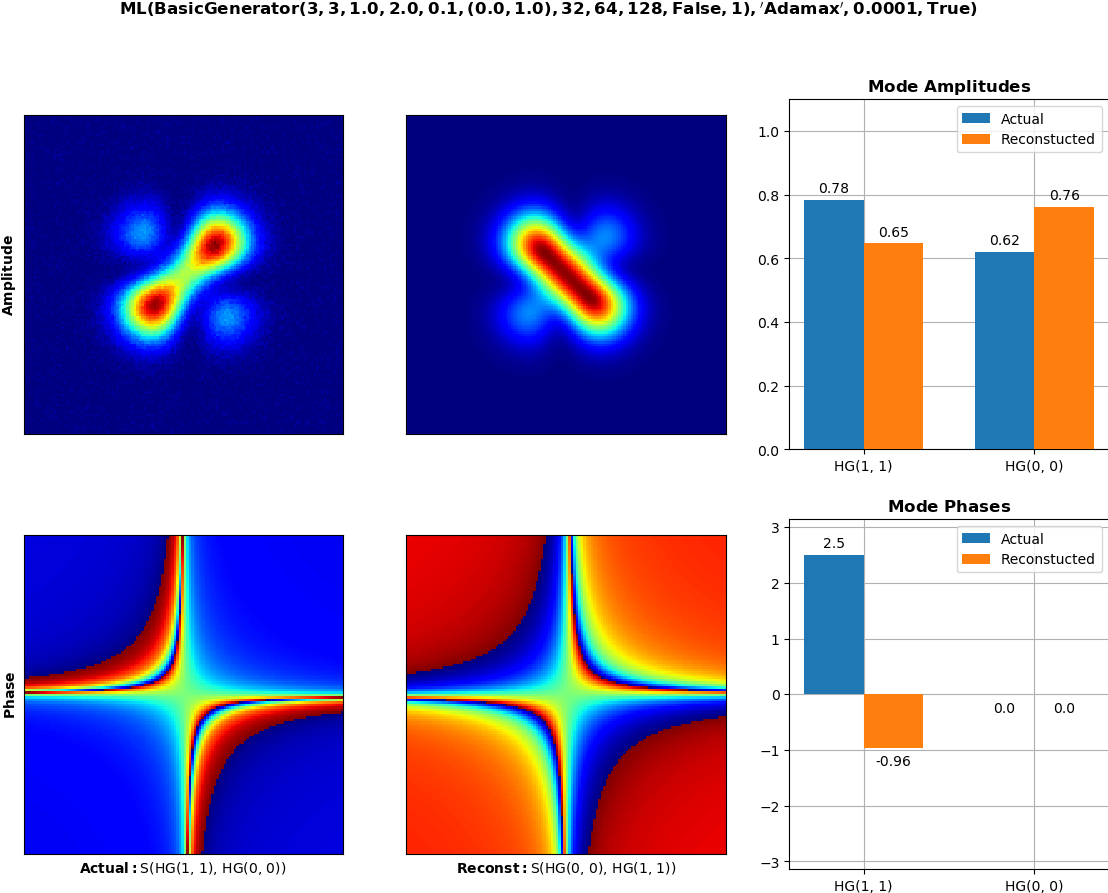 ML(BasicGenerator(3, 3, 1.0, 2.0, 0.1, (0.0, 1.0), 32, 64, 128, False, 1), 'Adamax', 0.0001, True)
Amplitude
Mode Amplitudes
Actual
Reconstucted
1.0
0.8
0.6
0.4
0.2
0.0
0.78
0.65
0.62
0.76
HG(1, 1)
HG(0, 0)
Phase
Actual: S(HG(1, 1), HG(0, 0))
Reconst: S(HG(0, 0), HG(1, 1))
Mode Phases
Actual
Reconstucted
3
2
1
0
−1
−2
−3
2.5
-0.96
0.0
0.0
HG(1, 1)
HG(0, 0)